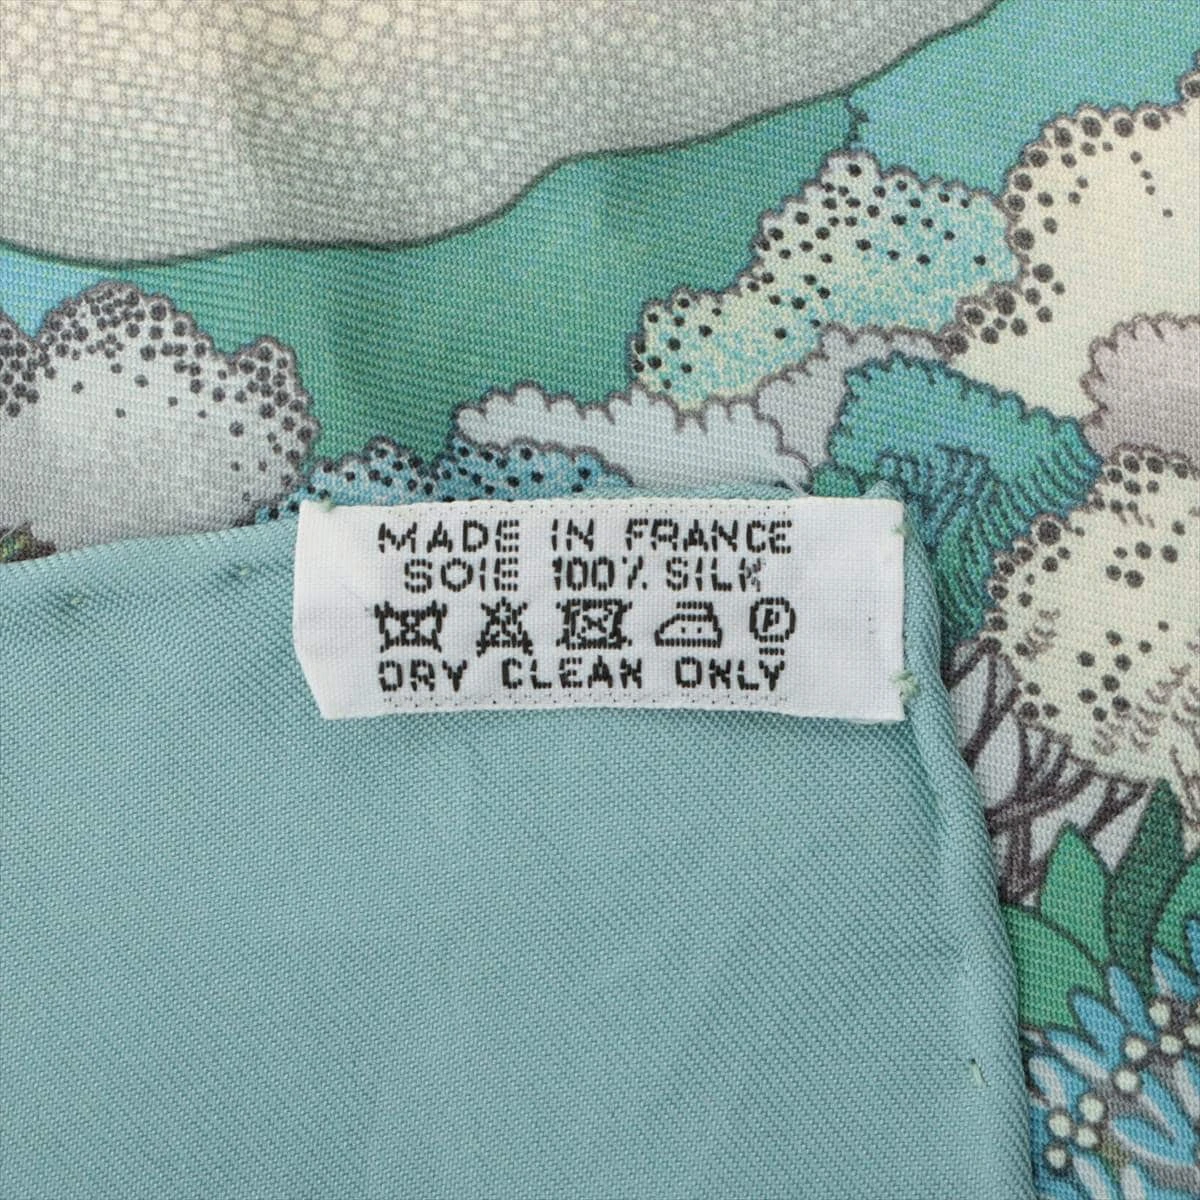 MADE IN FRANCE
SOIE 100% SILK
P
DRY CLEAN ONLY